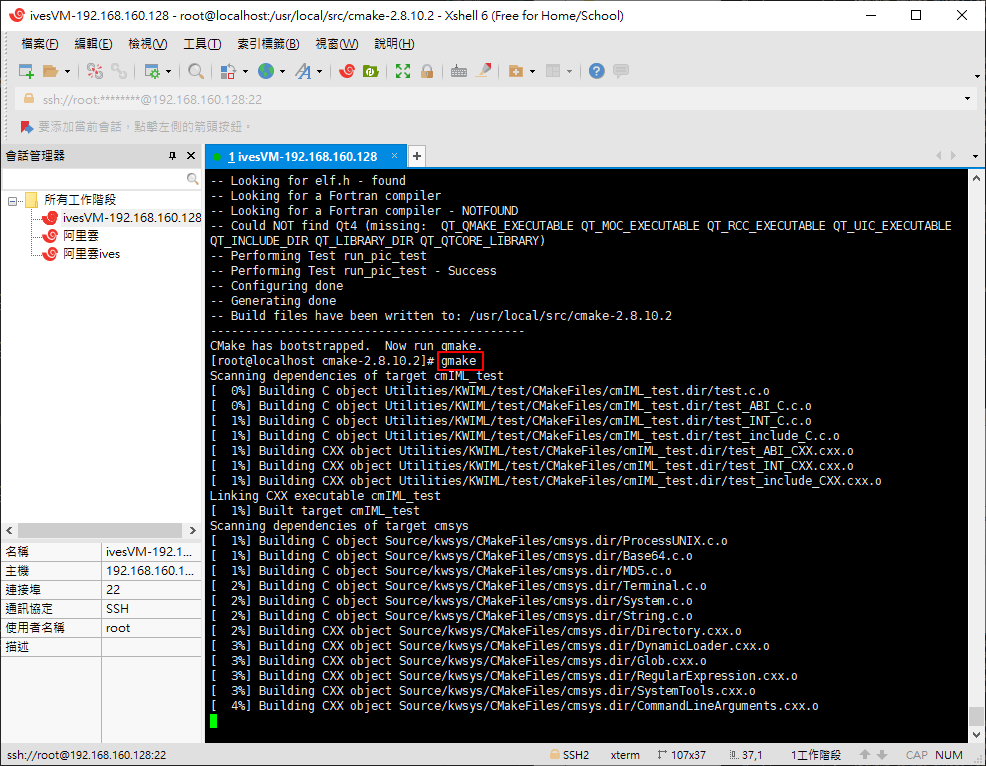 ivesVM-192.168.160.128 - root@localhost:/usr/local/src/cmake-2.8.10.2 - Xshell 6 (Free for Home/School)
檔案(F) 編輯(E) 檢視(V) 工具(T) 索引標籤(B) 視窗(W) 說明(H)
ssh://root:********@192.168.160.128:22
要添加當前會話，點擊左側的箭頭按鈕。
會話管理器
1 ivesVM-192.168.160.128
所有工作階段
ivesVM-192.168.160.128
阿里雲
阿里雲ives
名稱 ivesVM-192.1...
主機 192.168.160.1...
連接埠 22
通訊協定 SSH
使用者名稱 root
描述
-- Looking for elf.h - found
-- Looking for a Fortran compiler
-- Looking for a Fortran compiler - NOTFOUND
-- Could NOT find Qt4 (missing:  QT_QMAKE_EXECUTABLE QT_MOC_EXECUTABLE QT_RCC_EXECUTABLE QT_UIC_EXECUTABLE
QT_INCLUDE_DIR QT_LIBRARY_DIR QT_QTCORE_LIBRARY)
-- Performing Test run_pic_test
-- Performing Test run_pic_test - Success
-- Configuring done
-- Generating done
-- Build files have been written to: /usr/local/src/cmake-2.8.10.2
---------------------------------------------
CMake has bootstrapped.  Now run gmake.
[root@localhost cmake-2.8.10.2]# gmake
Scanning dependencies of target cmIML_test
[  0%] Building C object Utilities/KWIML/test/CMakeFiles/cmIML_test.dir/test.c.o
[  0%] Building C object Utilities/KWIML/test/CMakeFiles/cmIML_test.dir/test_ABI_C.c.o
[  1%] Building C object Utilities/KWIML/test/CMakeFiles/cmIML_test.dir/test_INT_C.c.o
[  1%] Building C object Utilities/KWIML/test/CMakeFiles/cmIML_test.dir/test_include_C.c.o
[  1%] Building CXX object Utilities/KWIML/test/CMakeFiles/cmIML_test.dir/test_ABI_CXX.cxx.o
[  1%] Building CXX object Utilities/KWIML/test/CMakeFiles/cmIML_test.dir/test_INT_CXX.cxx.o
[  1%] Building CXX object Utilities/KWIML/test/CMakeFiles/cmIML_test.dir/test_include_CXX.cxx.o
Linking CXX executable cmIML_test
[  1%] Built target cmIML_test
Scanning dependencies of target cmsys
[  1%] Building C object Source/kwsys/CMakeFiles/cmsys.dir/ProcessUNIX.c.o
[  1%] Building C object Source/kwsys/CMakeFiles/cmsys.dir/Base64.c.o
[  1%] Building C object Source/kwsys/CMakeFiles/cmsys.dir/MD5.c.o
[  2%] Building C object Source/kwsys/CMakeFiles/cmsys.dir/Terminal.c.o
[  2%] Building C object Source/kwsys/CMakeFiles/cmsys.dir/System.c.o
[  2%] Building C object Source/kwsys/CMakeFiles/cmsys.dir/String.c.o
[  2%] Building CXX object Source/kwsys/CMakeFiles/cmsys.dir/Directory.cxx.o
[  3%] Building CXX object Source/kwsys/CMakeFiles/cmsys.dir/DynamicLoader.cxx.o
[  3%] Building CXX object Source/kwsys/CMakeFiles/cmsys.dir/Glob.cxx.o
[  3%] Building CXX object Source/kwsys/CMakeFiles/cmsys.dir/RegularExpression.cxx.o
[  3%] Building CXX object Source/kwsys/CMakeFiles/cmsys.dir/SystemTools.cxx.o
[  4%] Building CXX object Source/kwsys/CMakeFiles/cmsys.dir/CommandLineArguments.cxx.o
ssh://root@192.168.160.128:22 SSH2 xterm 107x37 37,1 1工作階段 CAP NUM